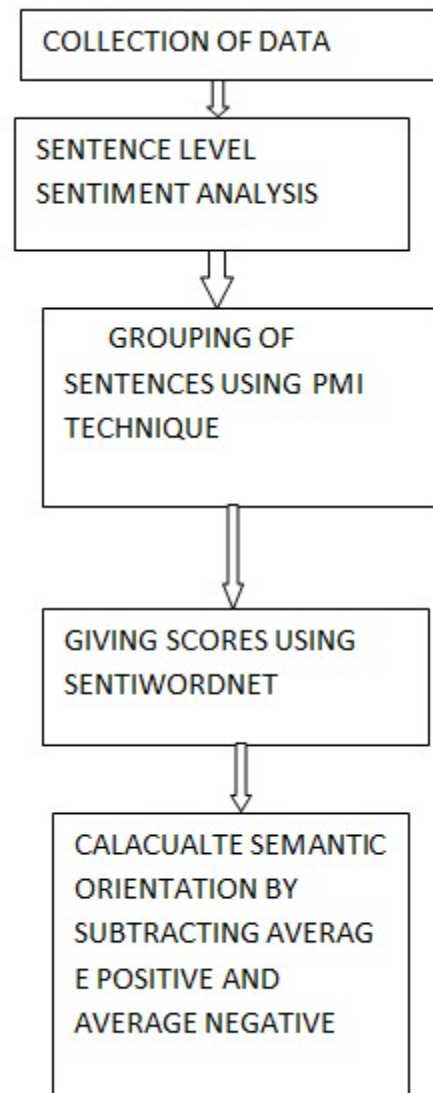 COLLECTION OF DATA
SENTENCE LEVEL
SENTIMENT ANALYSIS
GROUPING OF
SENTENCES USING PMI
TECHNIQUE
GIVING SCORES USING
SENTIWORDNET
CALACUALTE SEMANTIC
ORIENTATION BY
SUBTRACTING AVERAG
E POSITIVE AND
AVERAGE NEGATIVE